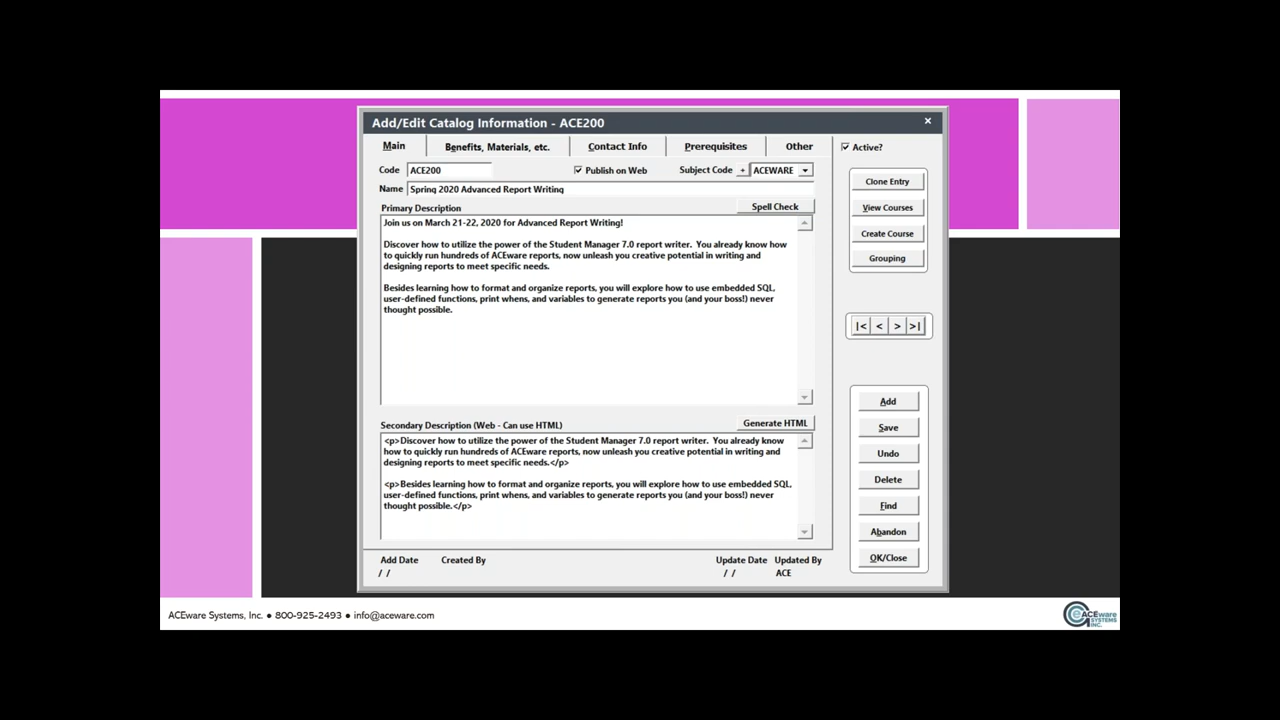 Add/Edit Catalog Information - ACE200 ×
Main Benefits, Materials, etc. Contact Info Prerequisites Other Active?
Code ACE200 Publish on Web Subject Code + ACEWARE
Name Spring 2020 Advanced Report Writing
Primary Description Spell Check
Join us on March 21-22, 2020 for Advanced Report Writing!
Discover how to utilize the power of the Student Manager 7.0 report writer. You already know how
to quickly run hundreds of ACEware reports, now unleash you creative potential in writing and
designing reports to meet specific needs.
Besides learning how to format and organize reports, you will explore how to use embedded SQL,
user-defined functions, print whens, and variables to generate reports you (and your boss!) never
thought possible.
Secondary Description (Web - Can use HTML) Generate HTML
<p>Discover how to utilize the power of the Student Manager 7.0 report writer. You already know
how to quickly run hundreds of ACEware reports, now unleash you creative potential in writing and
designing reports to meet specific needs.</p>
<p>Besides learning how to format and organize reports, you will explore how to use embedded SQL,
user-defined functions, print whens, and variables to generate reports you (and your boss!) never
thought possible.</p>
Add Date Created By Update Date Updated By
/ / / / ACE
Clone Entry
View Courses
Create Course
Grouping
|< < > >|
Add
Save
Undo
Delete
Find
Abandon
OK/Close
ACEware Systems, Inc. ● 800-925-2493 ● info@aceware.com
ACEware
SYSTEMS
INC.